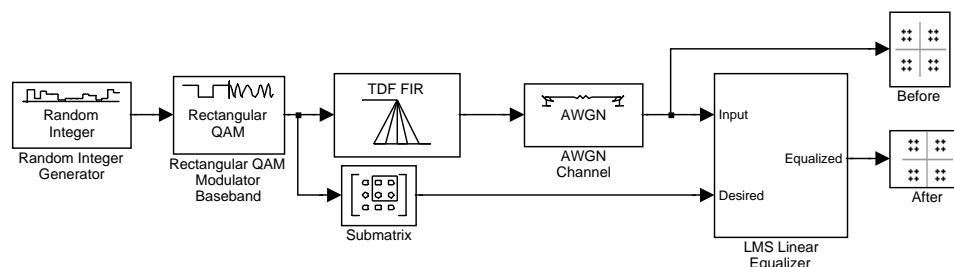 Random
Integer
Random Integer
Generator
Rectangular
QAM
Rectangular QAM
Modulator
Baseband
TDF FIR
Submatrix
AWGN
AWGN
Channel
Input
Desired
Equalized
LMS Linear
Equalizer
Before
After